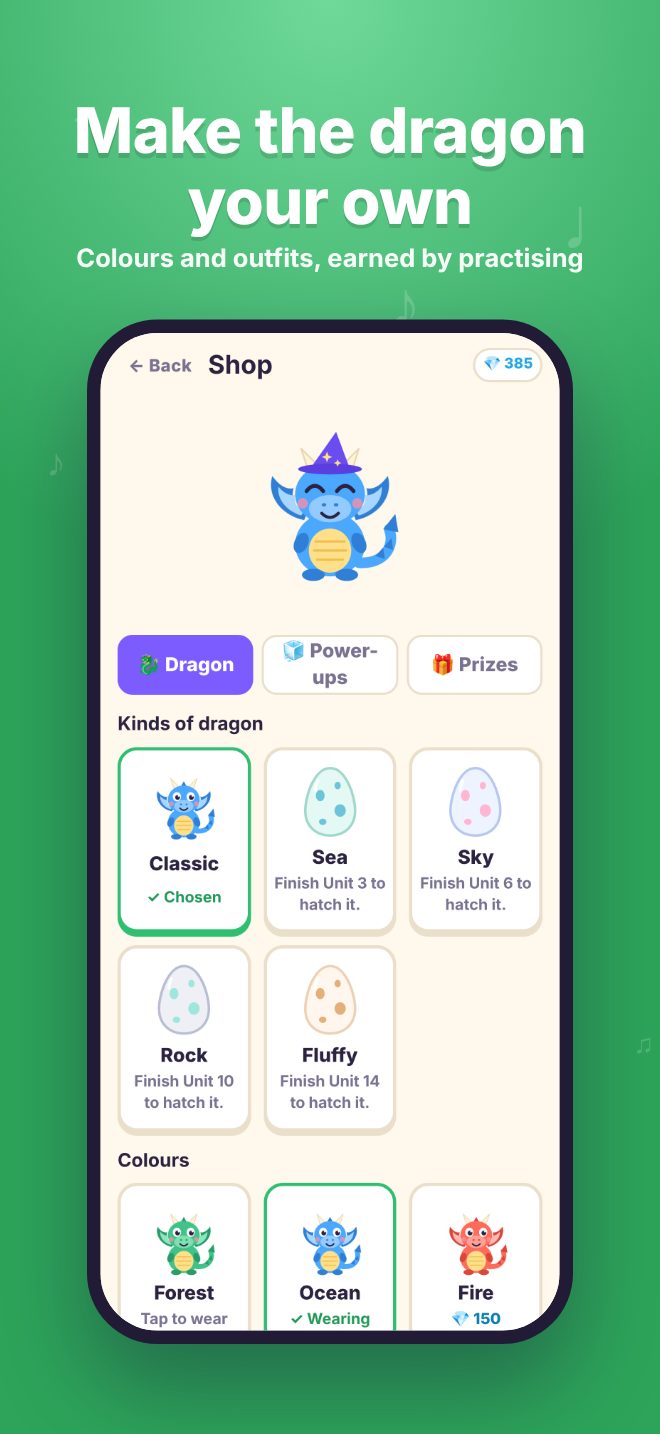 Make the dragon
your own
Colours and outfits, earned by practising
← Back Shop 385
Dragon
Power-
ups
Prizes
Kinds of dragon
Classic
✓ Chosen
Sea
Finish Unit 3 to
hatch it.
Sky
Finish Unit 6 to
hatch it.
Rock
Finish Unit 10
to hatch it.
Fluffy
Finish Unit 14
to hatch it.
Colours
Forest
Tap to wear
Ocean
✓ Wearing
Fire
150